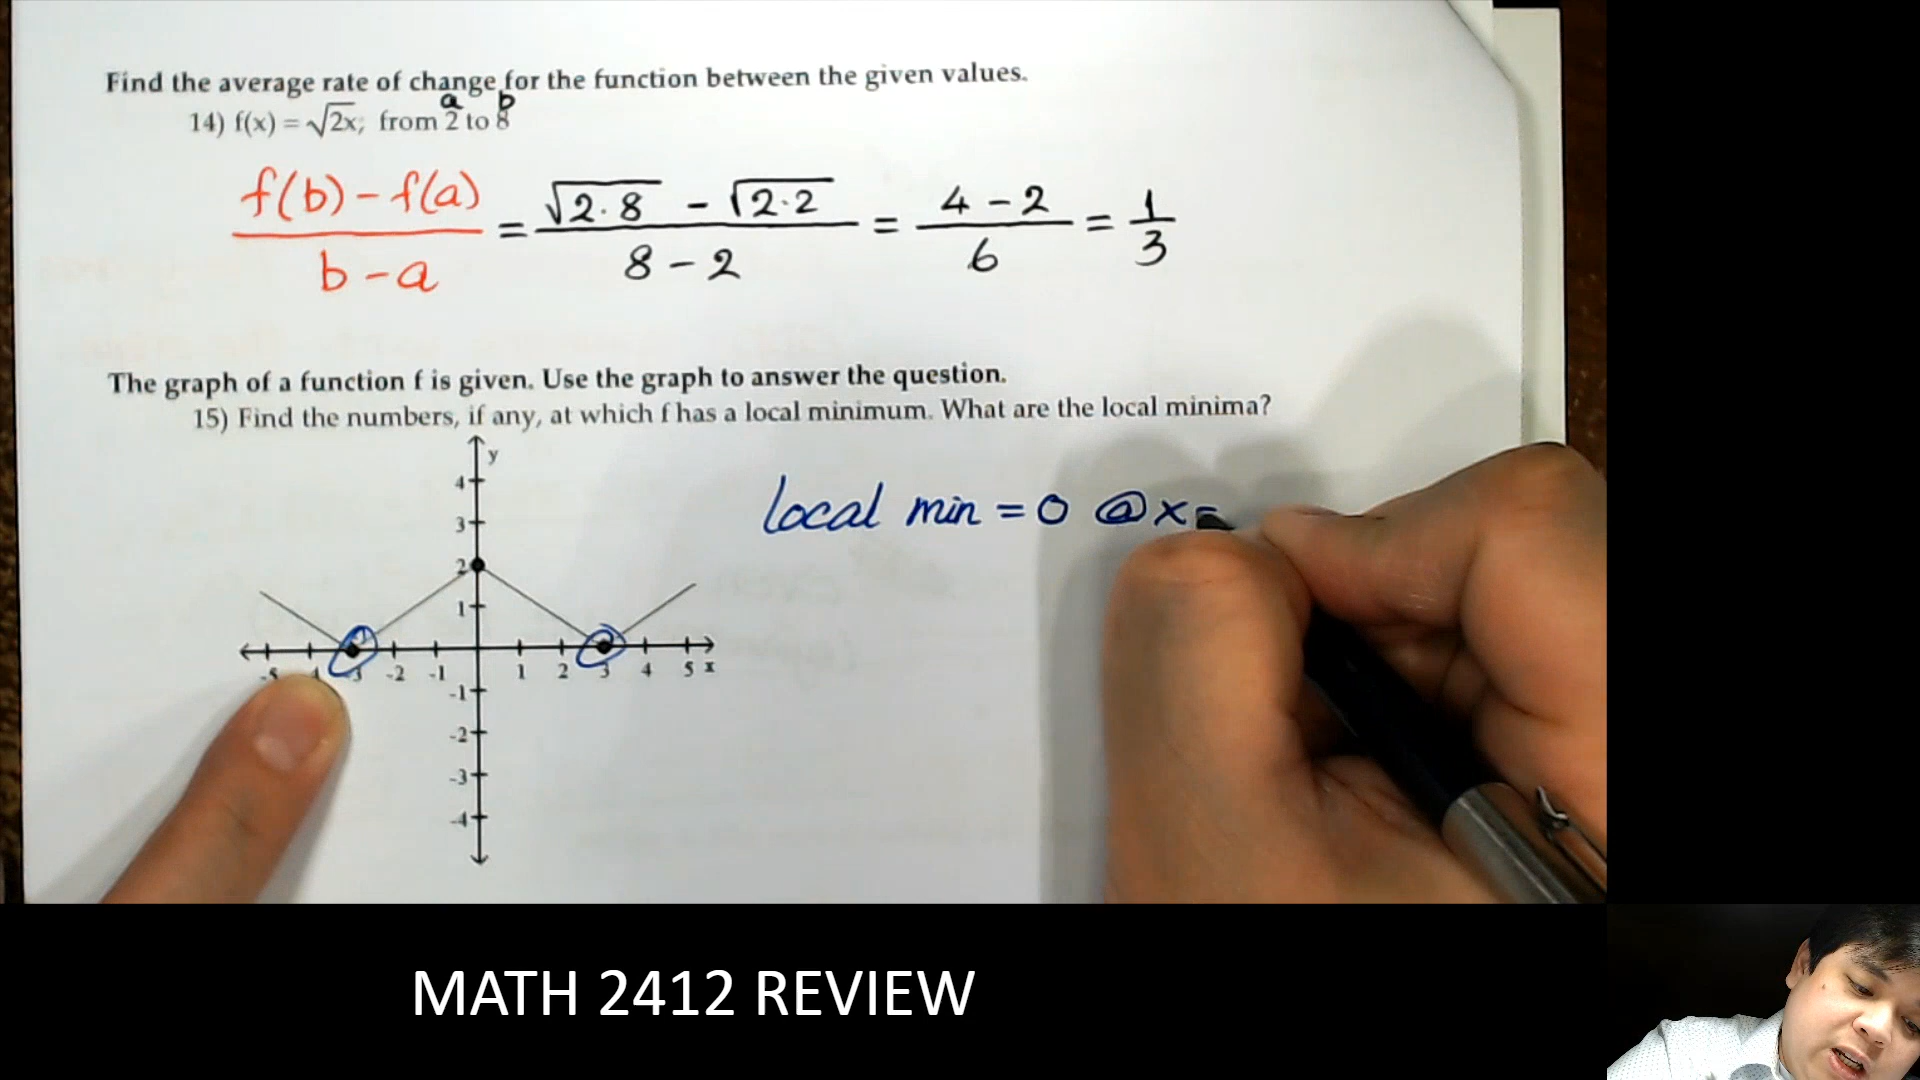 Find the average rate of change for the function between the given values.
a b
14) f(x) = √2x; from 2 to 8
f(b) - f(a) / b - a = √2·8 - √2·2 / 8 - 2 = 4 - 2 / 6 = 1/3
The graph of a function f is given. Use the graph to answer the question.
15) Find the numbers, if any, at which f has a local minimum. What are the local minima?
y
4
3
2
1
-5 -2 -1 1 2 3 4 5 x
-1
-2
-3
-4
local min = 0 @ x =
MATH 2412 REVIEW